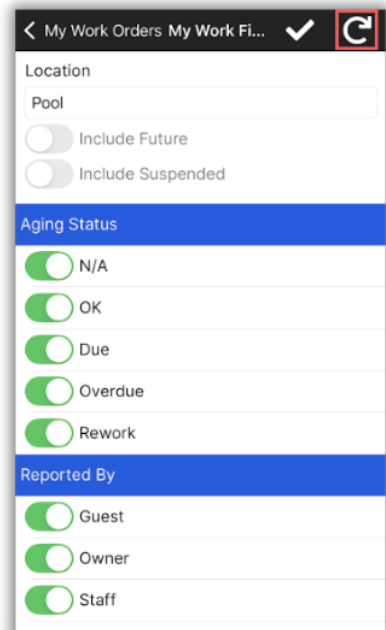 My Work Orders My Work Fi...
Location
Pool
Include Future
Include Suspended
Aging Status
N/A
OK
Due
Overdue
Rework
Reported By
Guest
Owner
Staff